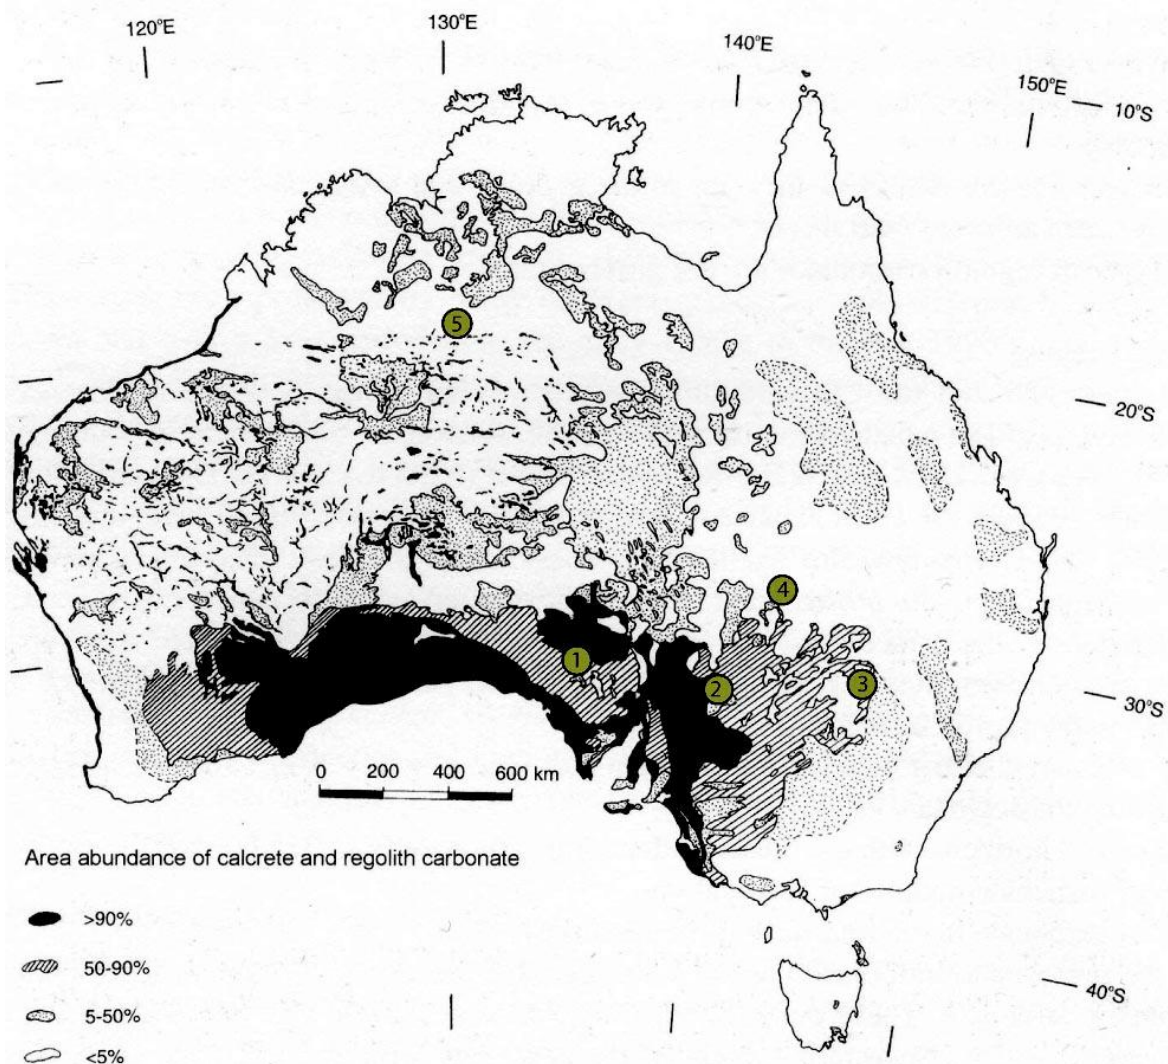 120°E
130°E
140°E
150°E
10°S
20°S
5
4
1
2
3
30°S
0 200 400 600 km
Area abundance of calcrete and regolith carbonate
>90%
50-90%
5-50%
<5%
40°S